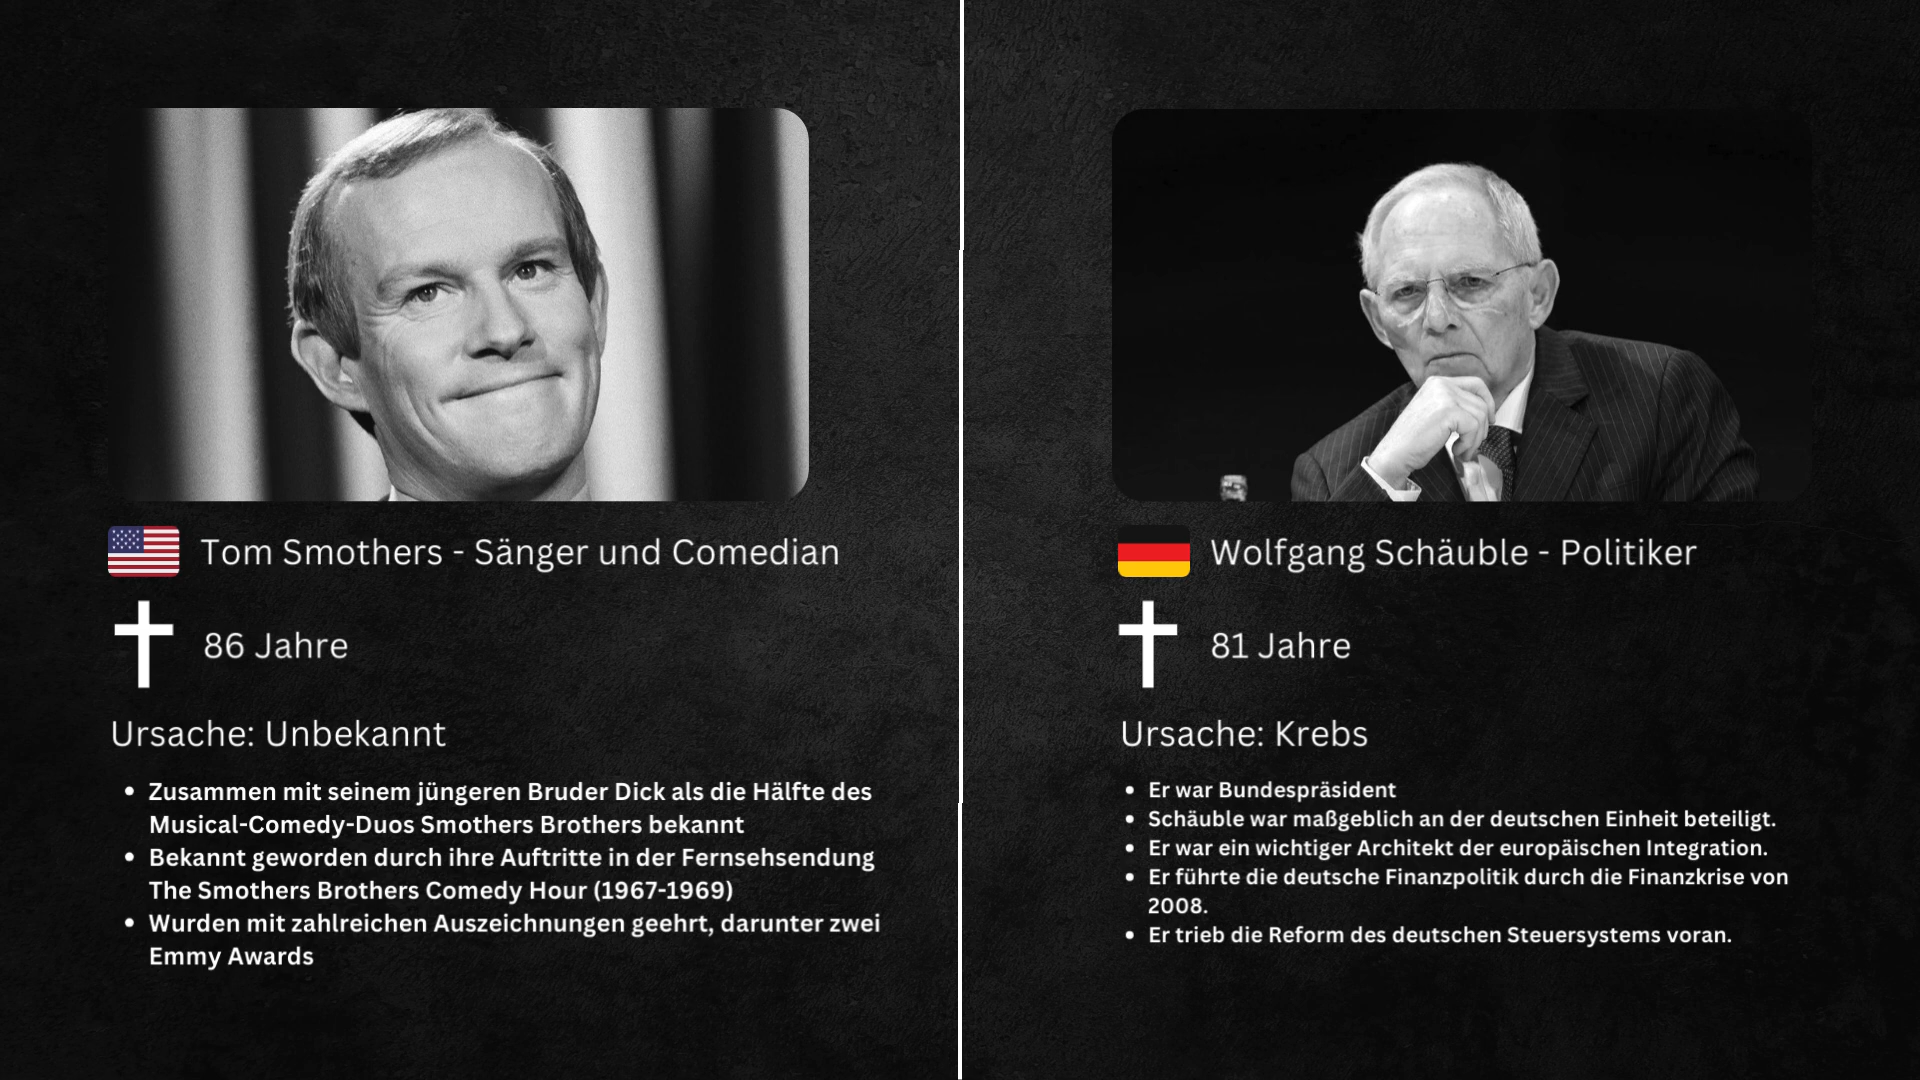 Tom Smothers - Sänger und Comedian
86 Jahre
Ursache: Unbekannt
• Zusammen mit seinem jüngeren Bruder Dick als die Hälfte des
Musical-Comedy-Duos Smothers Brothers bekannt
• Bekannt geworden durch ihre Auftritte in der Fernsehsendung
The Smothers Brothers Comedy Hour (1967-1969)
• Wurden mit zahlreichen Auszeichnungen geehrt, darunter zwei
Emmy Awards
Wolfgang Schäuble - Politiker
81 Jahre
Ursache: Krebs
• Er war Bundespräsident
• Schäuble war maßgeblich an der deutschen Einheit beteiligt.
• Er war ein wichtiger Architekt der europäischen Integration.
• Er führte die deutsche Finanzpolitik durch die Finanzkrise von
2008.
• Er trieb die Reform des deutschen Steuersystems voran.